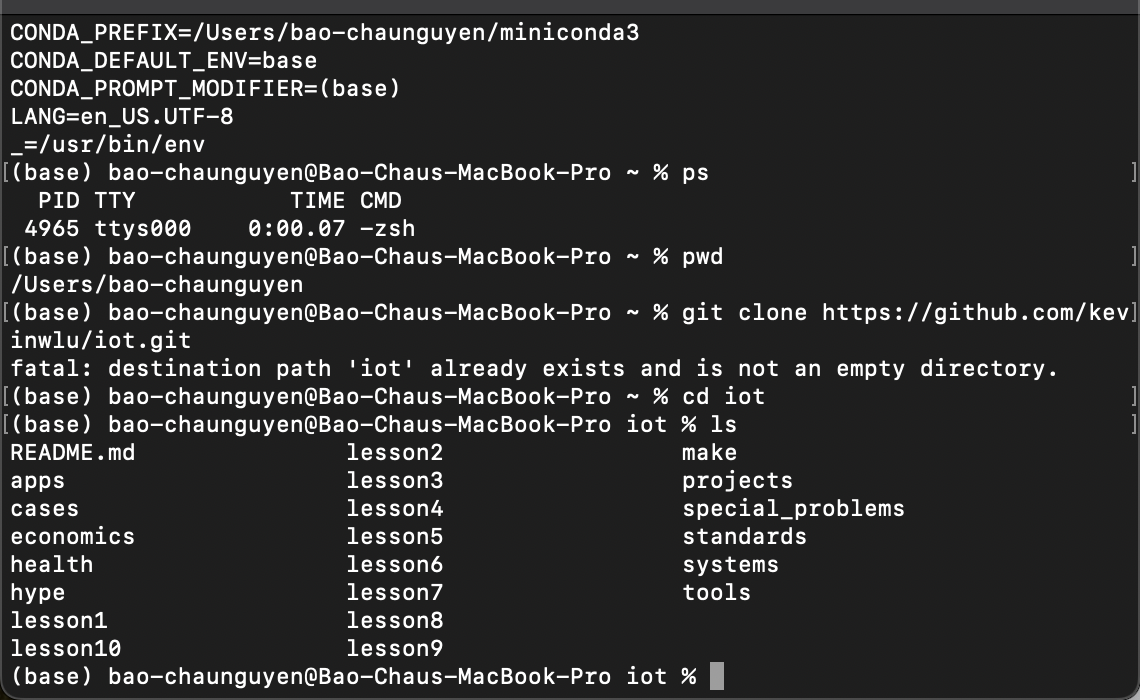 CONDA_PREFIX=/Users/bao-chaunguyen/miniconda3
CONDA_DEFAULT_ENV=base
CONDA_PROMPT_MODIFIER=(base)
LANG=en_US.UTF-8
_=/usr/bin/env
[(base) bao-chaunguyen@Bao-Chaus-MacBook-Pro ~ % ps ]
  PID TTY           TIME CMD
 4965 ttys000    0:00.07 -zsh
[(base) bao-chaunguyen@Bao-Chaus-MacBook-Pro ~ % pwd ]
/Users/bao-chaunguyen
[(base) bao-chaunguyen@Bao-Chaus-MacBook-Pro ~ % git clone https://github.com/kev]
inwlu/iot.git
fatal: destination path 'iot' already exists and is not an empty directory.
[(base) bao-chaunguyen@Bao-Chaus-MacBook-Pro ~ % cd iot ]
[(base) bao-chaunguyen@Bao-Chaus-MacBook-Pro iot % ls ]
README.md               lesson2                 make
apps                    lesson3                 projects
cases                   lesson4                 special_problems
economics               lesson5                 standards
health                  lesson6                 systems
hype                    lesson7                 tools
lesson1                 lesson8
lesson10                lesson9
(base) bao-chaunguyen@Bao-Chaus-MacBook-Pro iot %